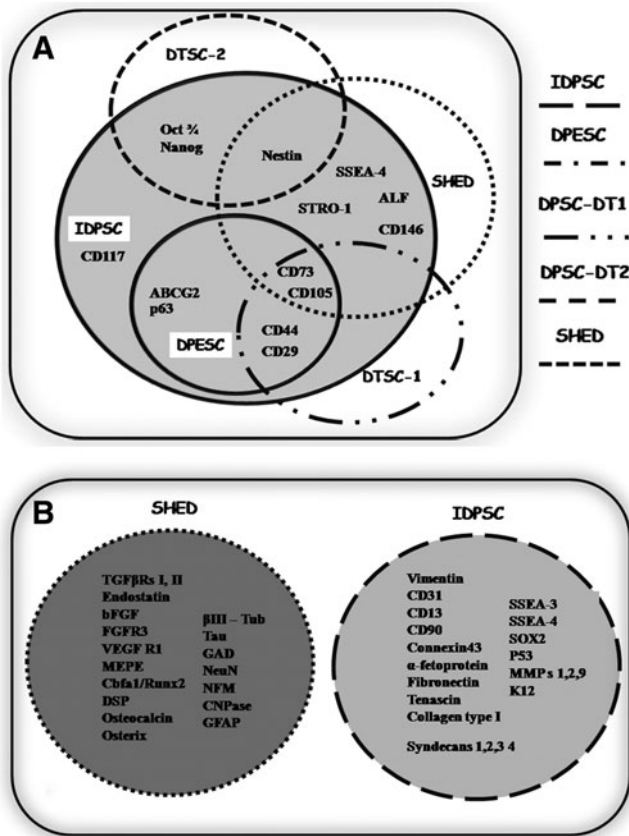 A
DTSC-2
Oct ¾
Nanog
Nestin
SSEA-4
SHED
STRO-1
ALF
CD146
IDPSC
CD117
CD73
CD105
ABCG2
p63
CD44
CD29
DPESC
DTSC-1
IDPSC
DPESC
DPSC-DT1
DPSC-DT2
SHED
B
SHED
TGFβRs I, II
Endostatin
bFGF
FGFR3
VEGF R1
MEPE
Cbfa1/Runx2
DSP
Osteocalcin
Osterix
βIII – Tub
Tau
GAD
NeuN
NFM
CNPase
GFAP
IDPSC
Vimentin
CD31
CD13
CD90
Connexin43
α-fetoprotein
Fibronectin
Tenascin
Collagen type I
Syndecans 1,2,3 4
SSEA-3
SSEA-4
SOX2
P53
MMPs 1,2,9
K12